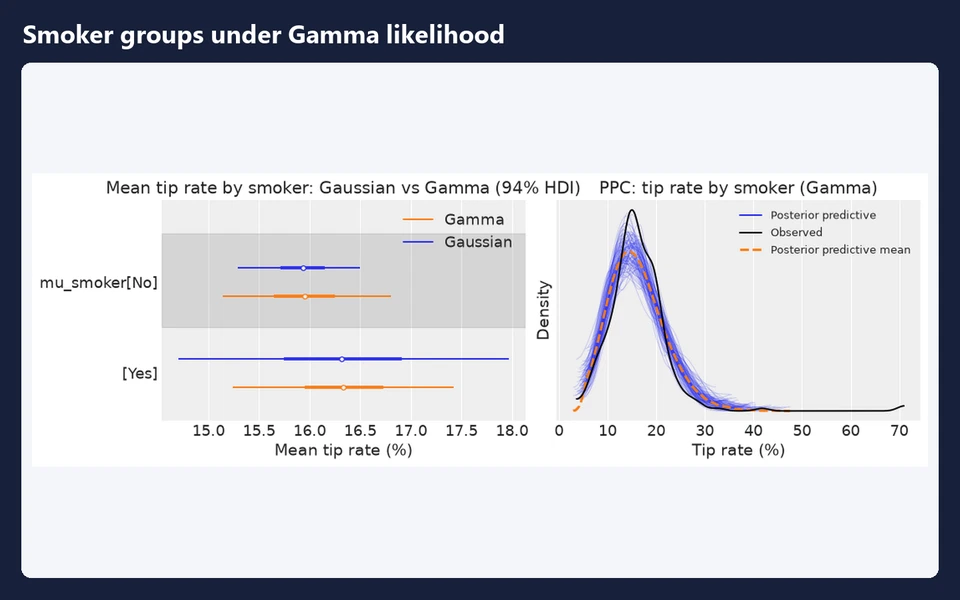 Smoker groups under Gamma likelihood
Mean tip rate by smoker: Gaussian vs Gamma (94% HDI)
Gamma
Gaussian
mu_smoker[No]
[Yes]
15.0 15.5 16.0 16.5 17.0 17.5 18.0
Mean tip rate (%)
PPC: tip rate by smoker (Gamma)
Posterior predictive
Observed
Posterior predictive mean
Density
0 10 20 30 40 50 60 70
Tip rate (%)